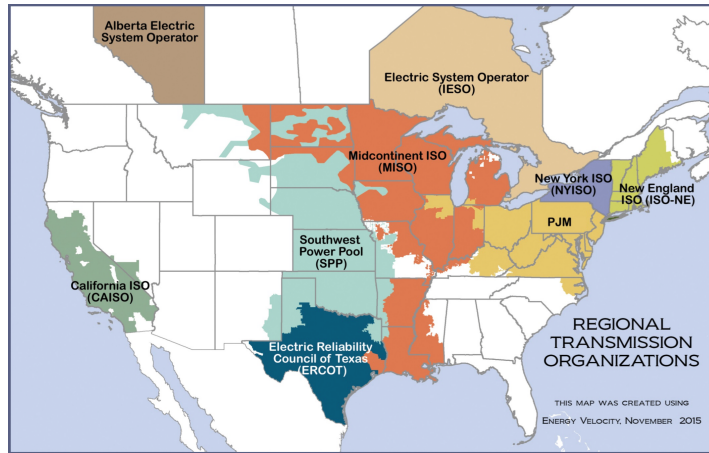 Alberta Electric
System Operator
Electric System Operator
(IESO)
Midcontinent ISO
(MISO)
New York ISO
(NYISO)
New England
ISO (ISO-NE)
PJM
Southwest
Power Pool
(SPP)
California ISO
(CAISO)
Electric Reliability
Council of Texas
(ERCOT)
REGIONAL
TRANSMISSION
ORGANIZATIONS
THIS MAP WAS CREATED USING
ENERGY VELOCITY, NOVEMBER 2015